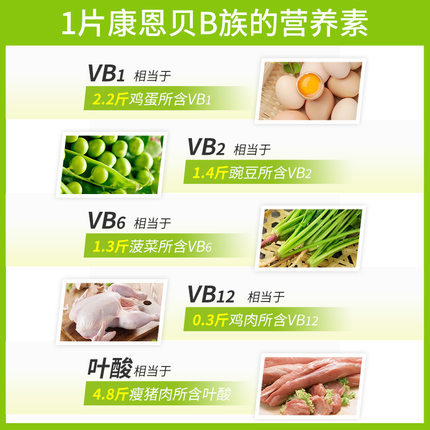 1片康恩贝B族的营养素
VB1 相当于
2.2斤鸡蛋所含VB1
VB2 相当于
1.4斤豌豆所含VB2
VB6 相当于
1.3斤菠菜所含VB6
VB12 相当于
0.3斤鸡肉所含VB12
叶酸 相当于
4.8斤瘦猪肉所含叶酸